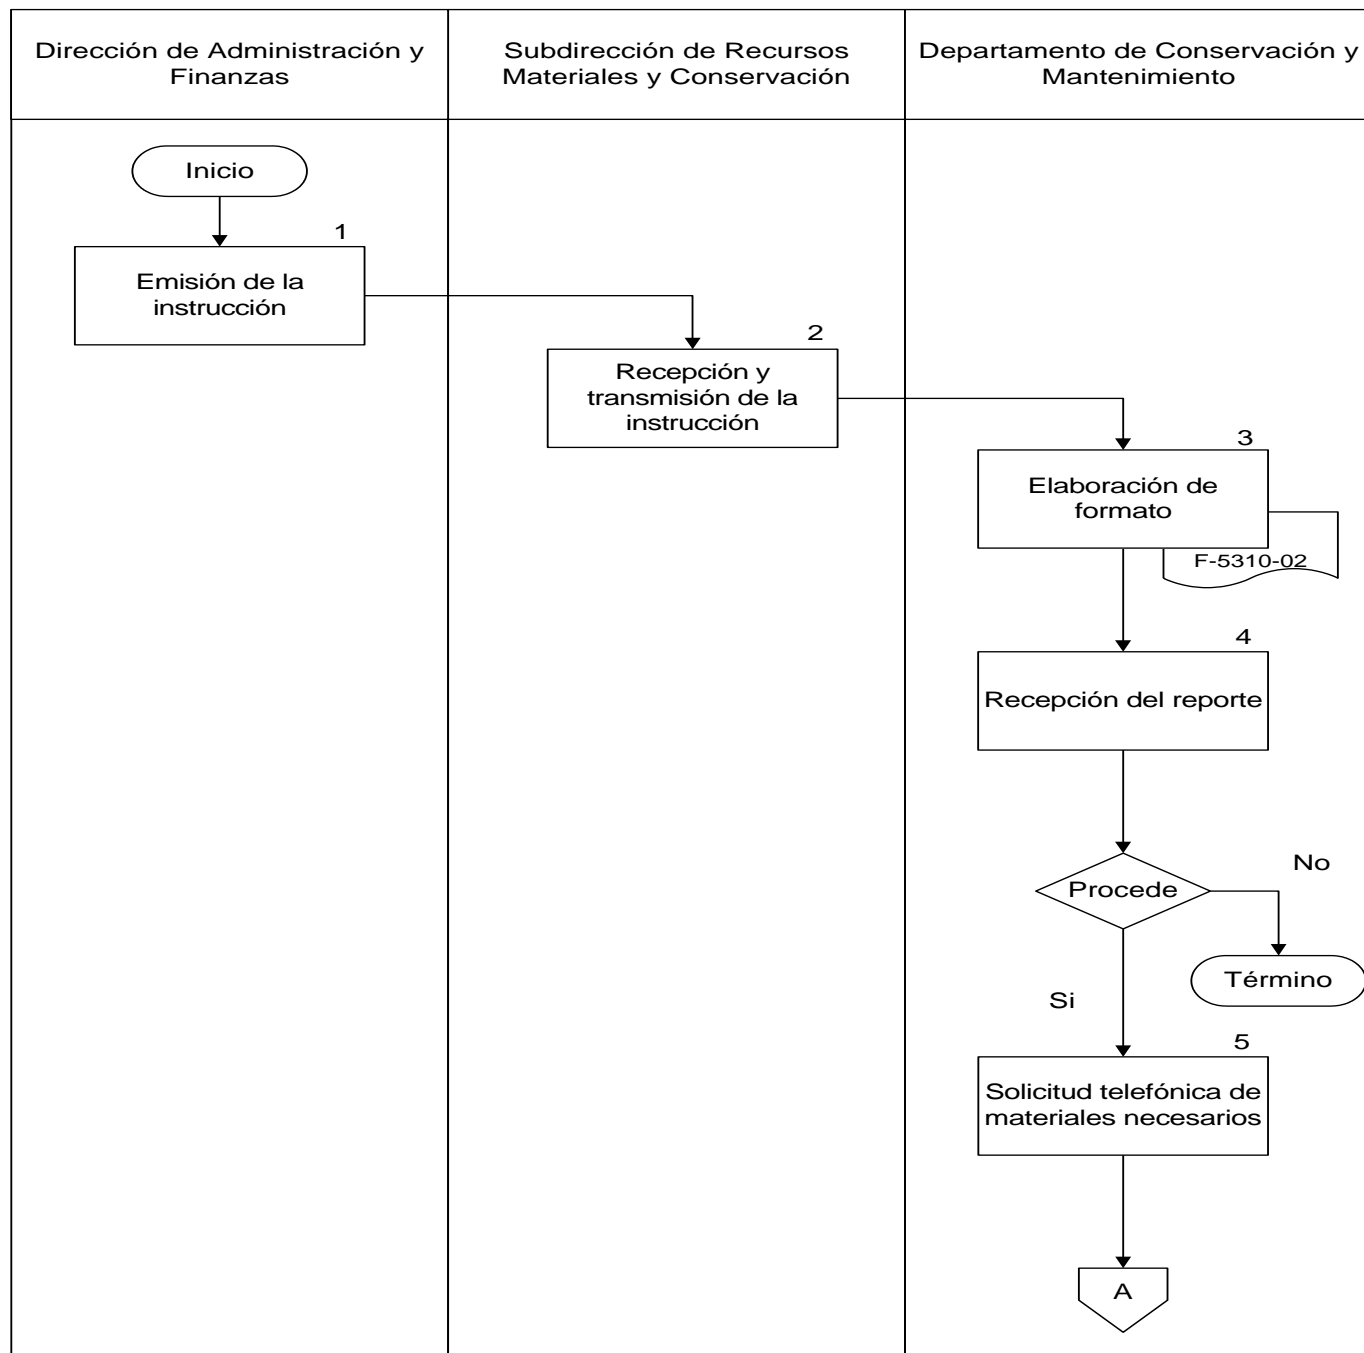 Dirección de Administración y
Finanzas
Subdirección de Recursos
Materiales y Conservación
Departamento de Conservación y
Mantenimiento
Inicio
1
Emisión de la
instrucción
2
Recepción y
transmisión de la
instrucción
3
Elaboración de
formato
F-5310-02
4
Recepción del reporte
Procede
No
Término
Si
5
Solicitud telefónica de
materiales necesarios
A